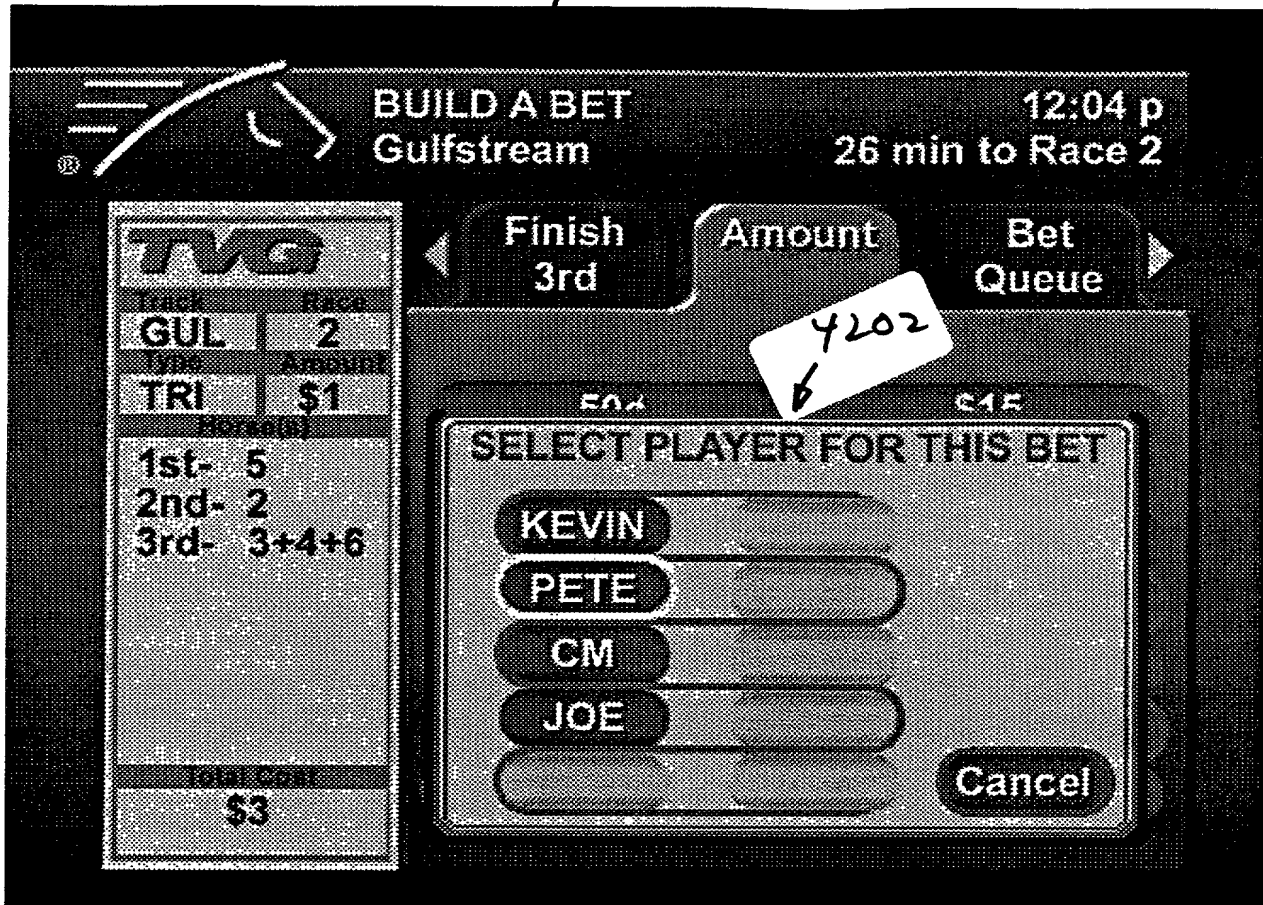 BUILD A BET
Gulfstream
12:04 p
26 min to Race 2
®
TVG
Track Race
GUL 2
Type Amount
TRI $1
Horse(s)
1st- 5
2nd- 2
3rd- 3+4+6
Total Cost
$3
Finish
3rd
Amount
Bet
Queue
4202
50¢ $15
SELECT PLAYER FOR THIS BET
KEVIN
PETE
CM
JOE
Cancel